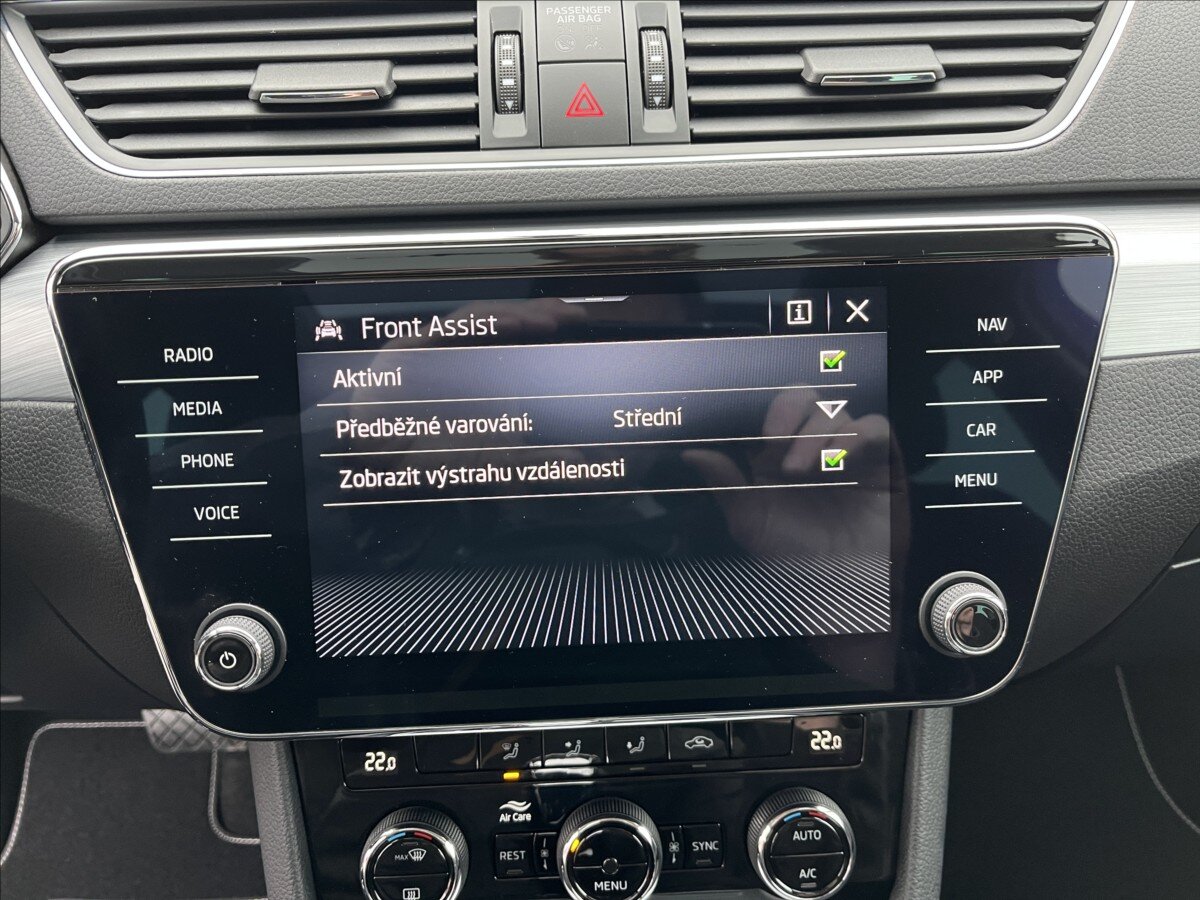 PASSENGER
AIR BAG
Front Assist
Aktivní
Předběžné varování: Střední
Zobrazit výstrahu vzdálenosti
RADIO
MEDIA
PHONE
VOICE
NAV
APP
CAR
MENU
22.0
22.0
Air Care
REST
MENU
SYNC
MAX
AUTO
A/C